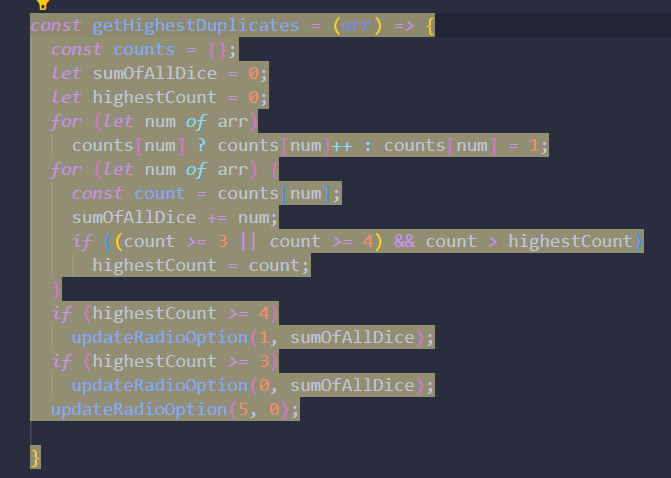 const getHighestDuplicates = (arr) => {
const counts = {};
let sumOfAllDice = 0;
let highestCount = 0;
for (let num of arr)
counts[num] ? counts[num]++ : counts[num] = 1;
for (let num of arr) {
const count = counts[num];
sumOfAllDice += num;
if ((count >= 3 || count >= 4) && count > highestCount)
highestCount = count;
}
if (highestCount >= 4)
updateRadioOption(1, sumOfAllDice);
if (highestCount >= 3)
updateRadioOption(0, sumOfAllDice);
updateRadioOption(5, 0);
}